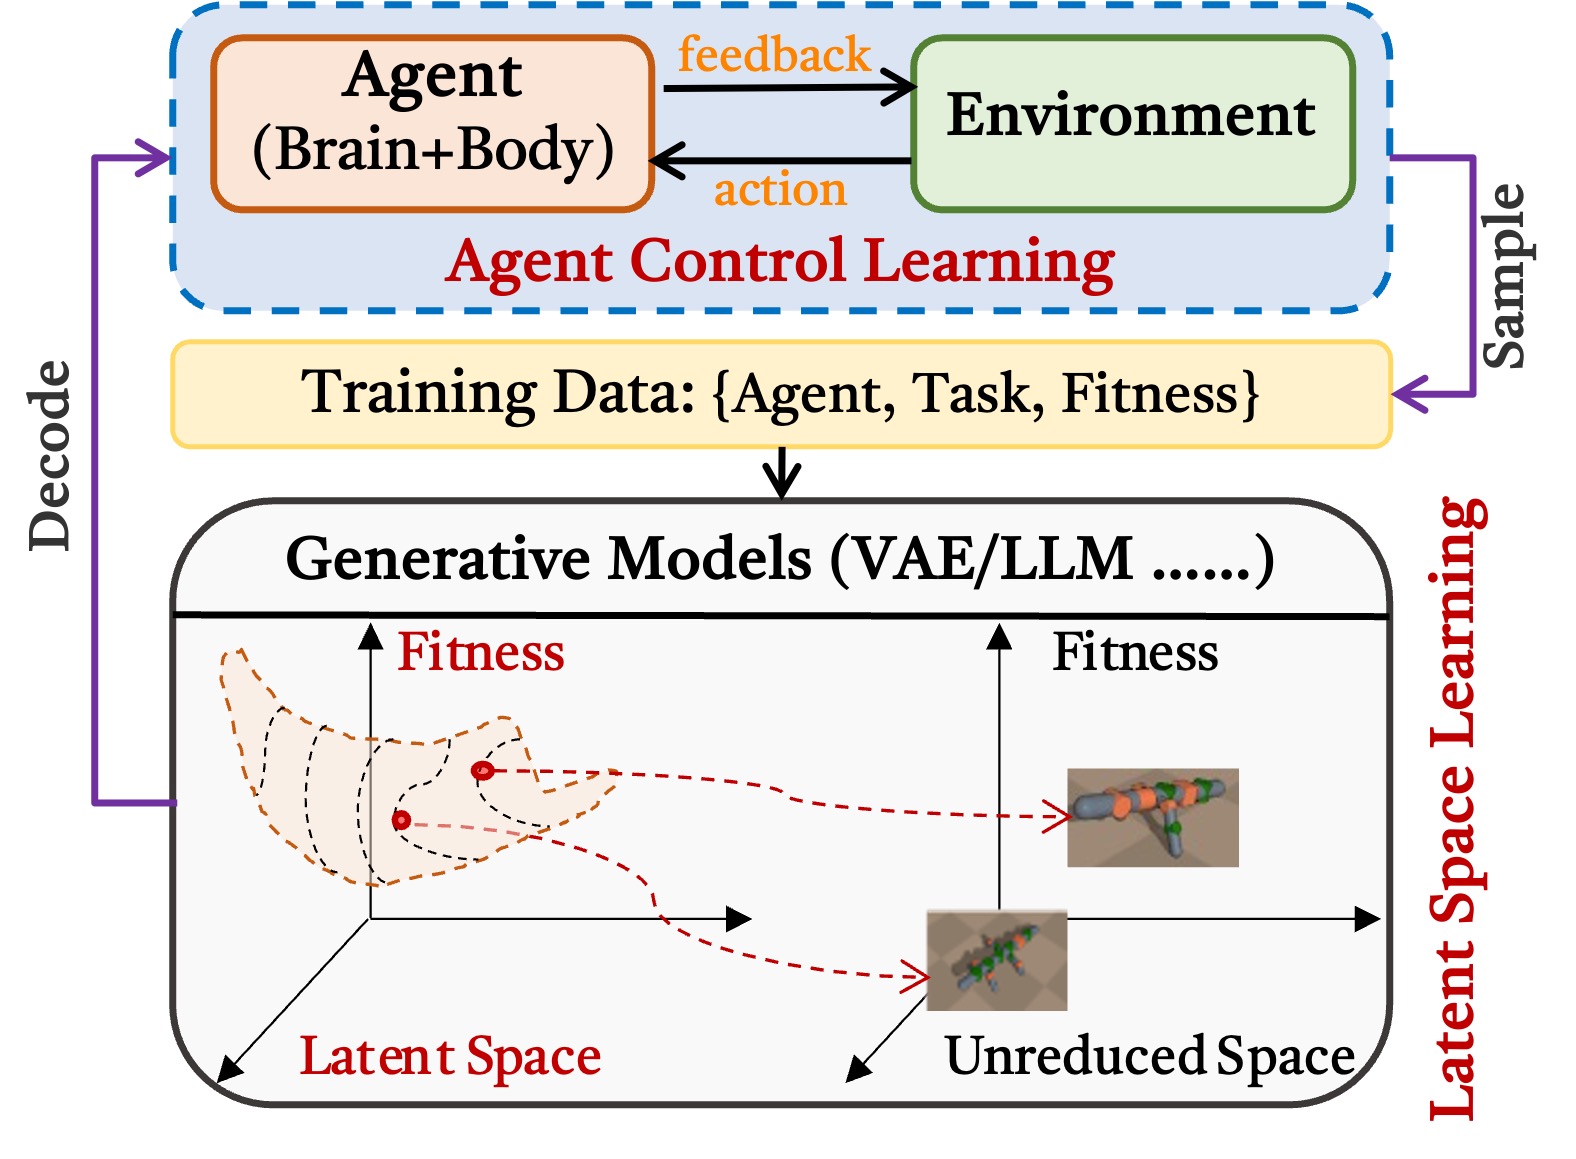 Agent
(Brain+Body)
feedback
action
Environment
Agent Control Learning
Sample
Decode
Training Data: {Agent, Task, Fitness}
Generative Models (VAE/LLM ......)
Fitness
Fitness
Latent Space
Unreduced Space
Latent Space Learning